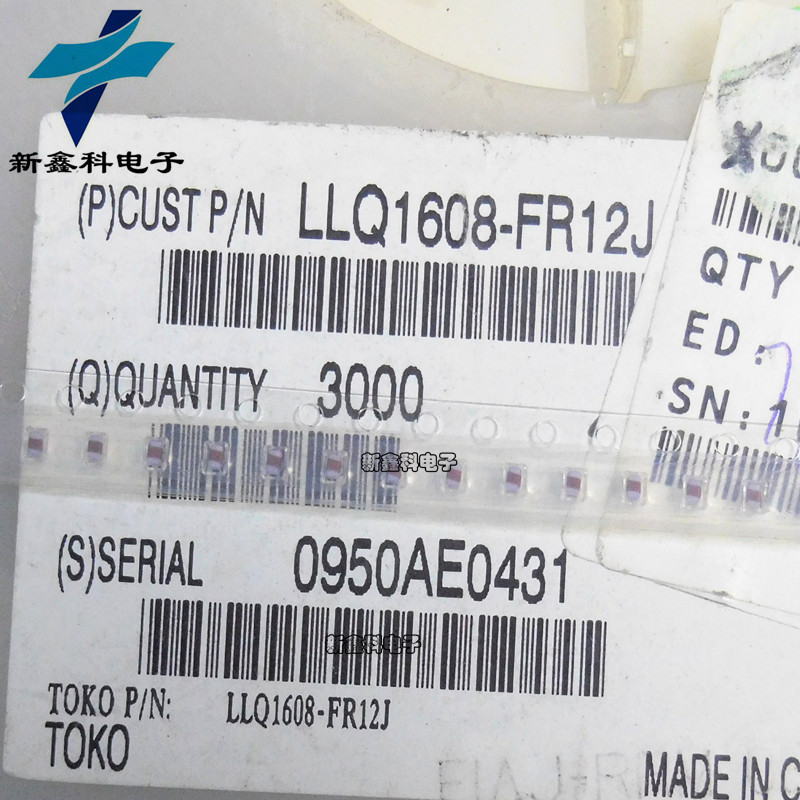 新鑫科电子
(P)CUST P/N LLQ1608-FR12J
QTY
ED:
SN:1
(Q)QUANTITY 3000
新鑫科电子
(S)SERIAL 0950AE0431
新鑫科电子
TOKO P/N: LLQ1608-FR12J
TOKO
MADE IN C